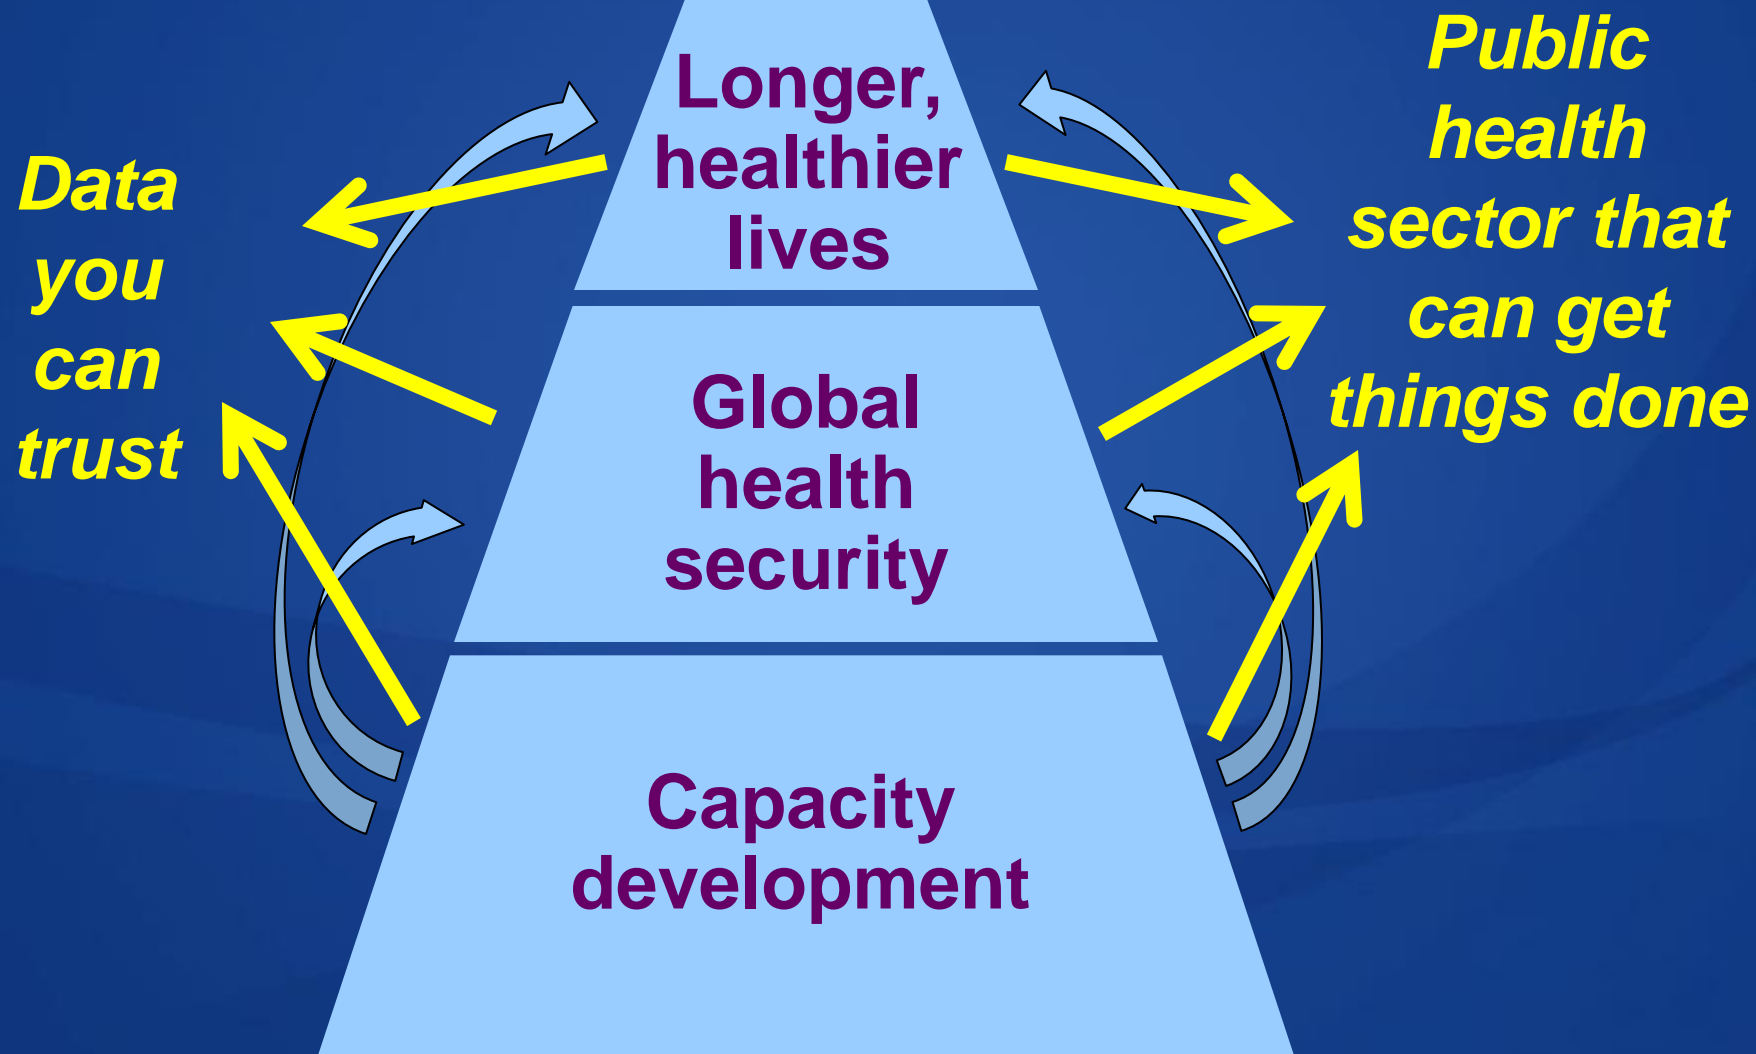 Data
you
can
trust
Longer,
healthier
lives
Global
health
security
Capacity
development
Public
health
sector that
can get
things done